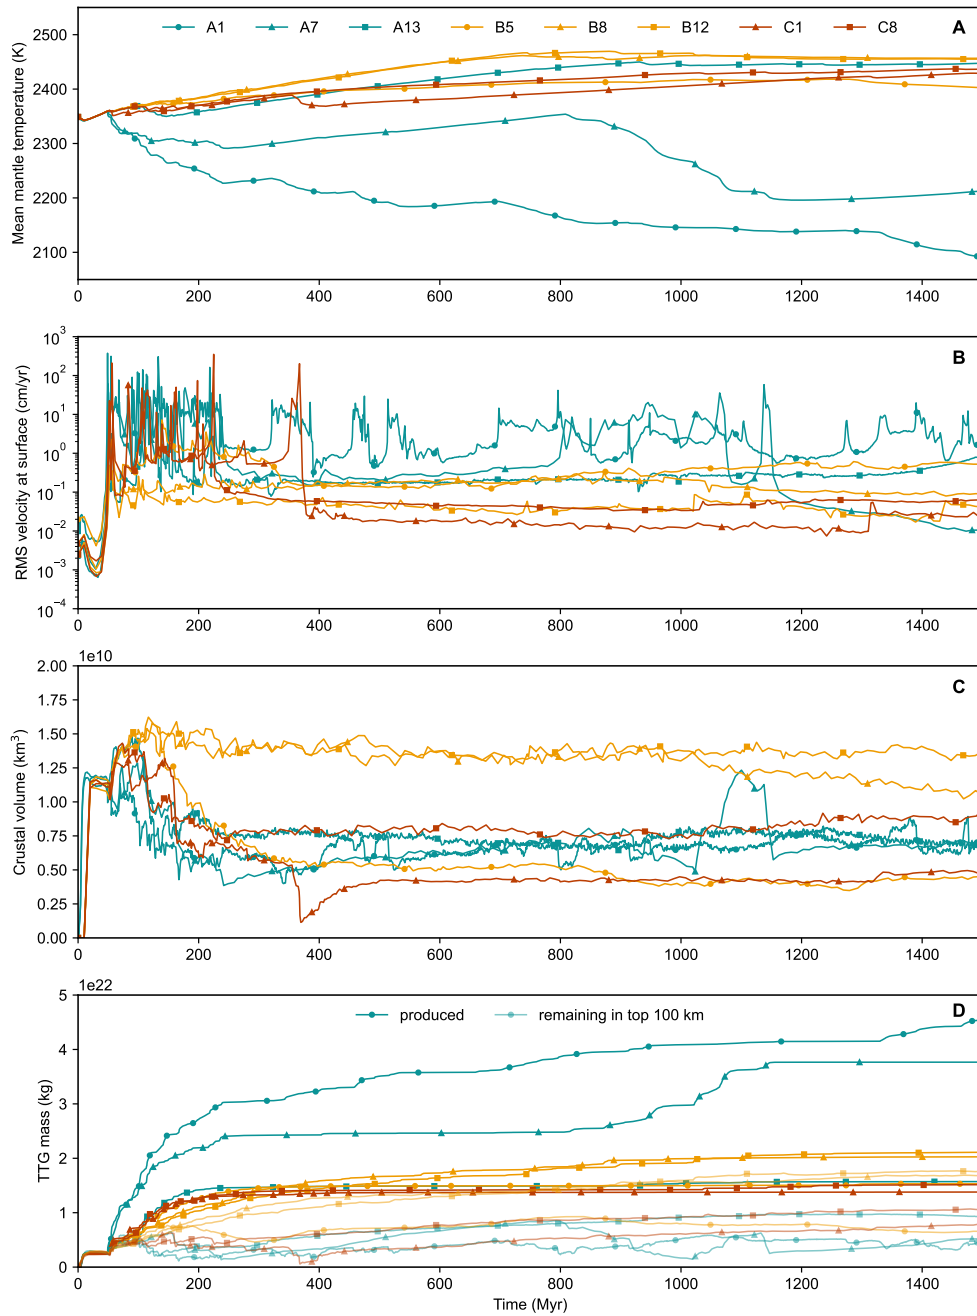 A1 A7 A13 B5 B8 B12 C1 C8 A
Mean mantle temperature (K)
2500
2400
2300
2200
2100
0 200 400 600 800 1000 1200 1400
B
RMS velocity at surface (cm/yr)
10^3
10^2
10^1
10^0
10^−1
10^−2
10^−3
10^−4
0 200 400 600 800 1000 1200 1400
1e10
C
Crustal volume (km^3)
2.00
1.75
1.50
1.25
1.00
0.75
0.50
0.25
0.00
0 200 400 600 800 1000 1200 1400
1e22
produced remaining in top 100 km D
TTG mass (kg)
5
4
3
2
1
0
0 200 400 600 800 1000 1200 1400
Time (Myr)